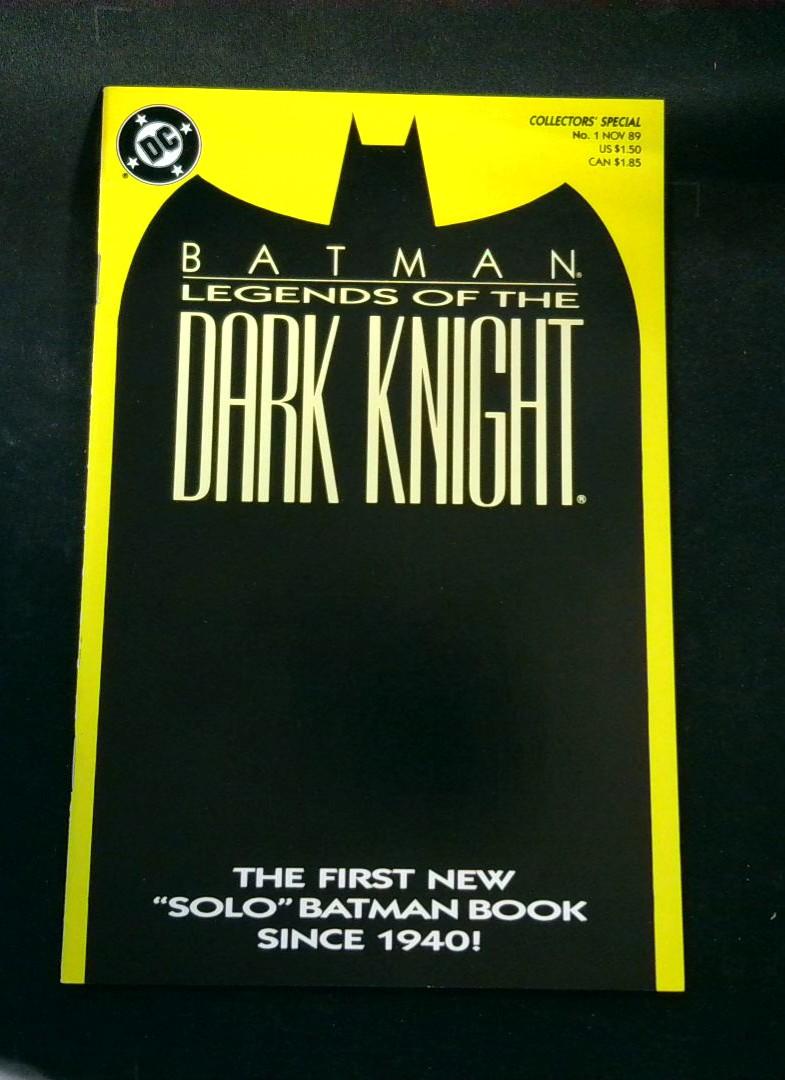 DC
®
COLLECTORS' SPECIAL
No. 1 NOV 89
US $1.50
CAN $1.85
BATMAN®
LEGENDS OF THE
DARK KNIGHT®
THE FIRST NEW
“SOLO” BATMAN BOOK
SINCE 1940!